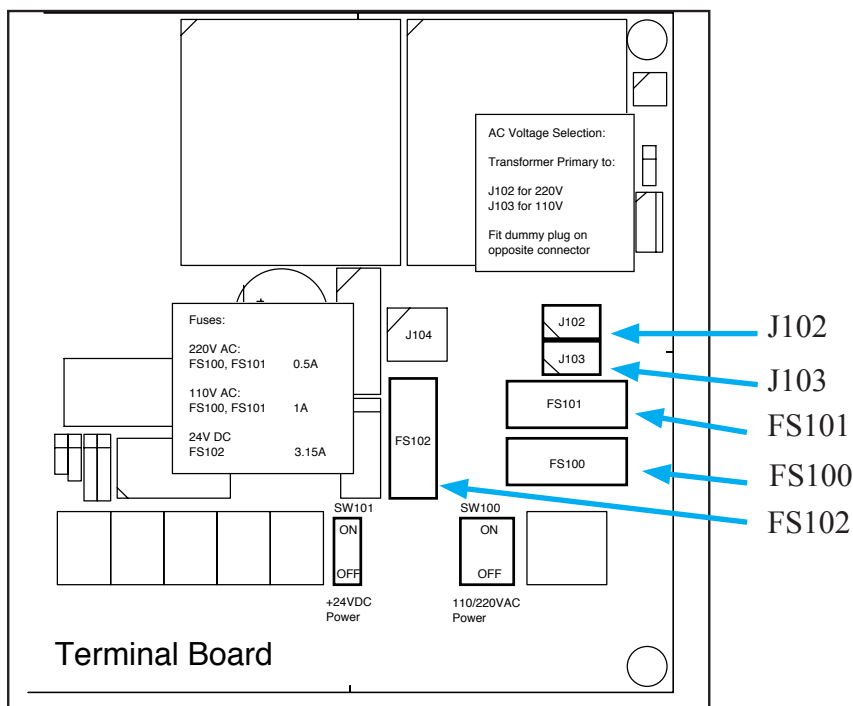 AC Voltage Selection:
Transformer Primary to:
J102 for 220V
J103 for 110V
Fit dummy plug on
opposite connector
Fuses:
220V AC:
FS100, FS101 0.5A
110V AC:
FS100, FS101 1A
24V DC
FS102 3.15A
J104
J102
J103
FS101
FS102
FS100
J102
J103
FS101
FS100
FS102
SW101
ON
OFF
+24VDC
Power
SW100
ON
OFF
110/220VAC
Power
Terminal Board